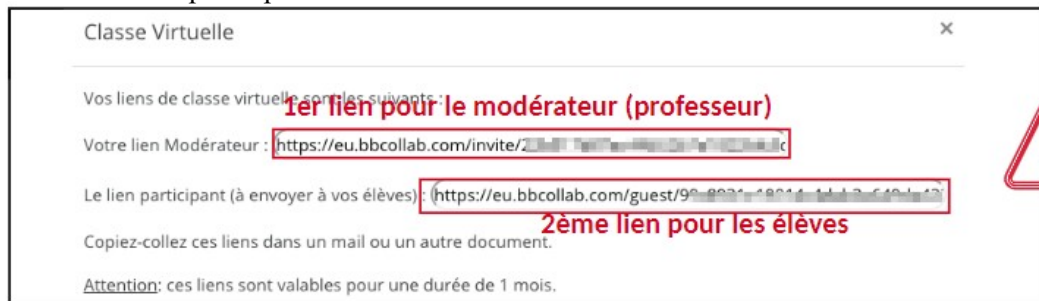 Classe Virtuelle
×
Vos liens de classe virtuelle sont les suivants :
1er lien pour le modérateur (professeur)
Votre lien Modérateur : https://eu.bbcollab.com/invite/2
Le lien participant (à envoyer à vos élèves) : https://eu.bbcollab.com/guest/9
2ème lien pour les élèves
Copiez-collez ces liens dans un mail ou un autre document.
Attention: ces liens sont valables pour une durée de 1 mois.